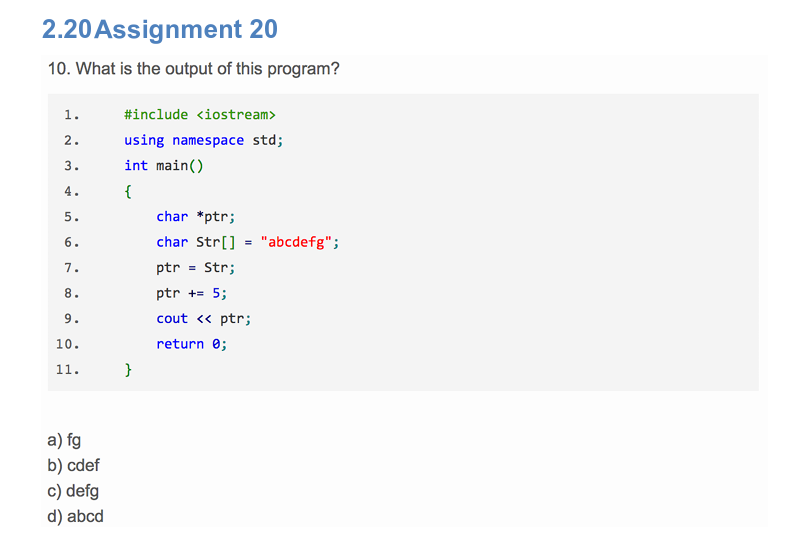 2.20 Assignment 20
10. What is the output of this program?
1. #include <iostream>
2. using namespace std;
3. int main()
4. {
5. char *ptr;
6. char Str[] = "abcdefg";
7. ptr = Str;
8. ptr += 5;
9. cout << ptr;
10. return 0;
11. }
a) fg
b) cdef
c) defg
d) abcd